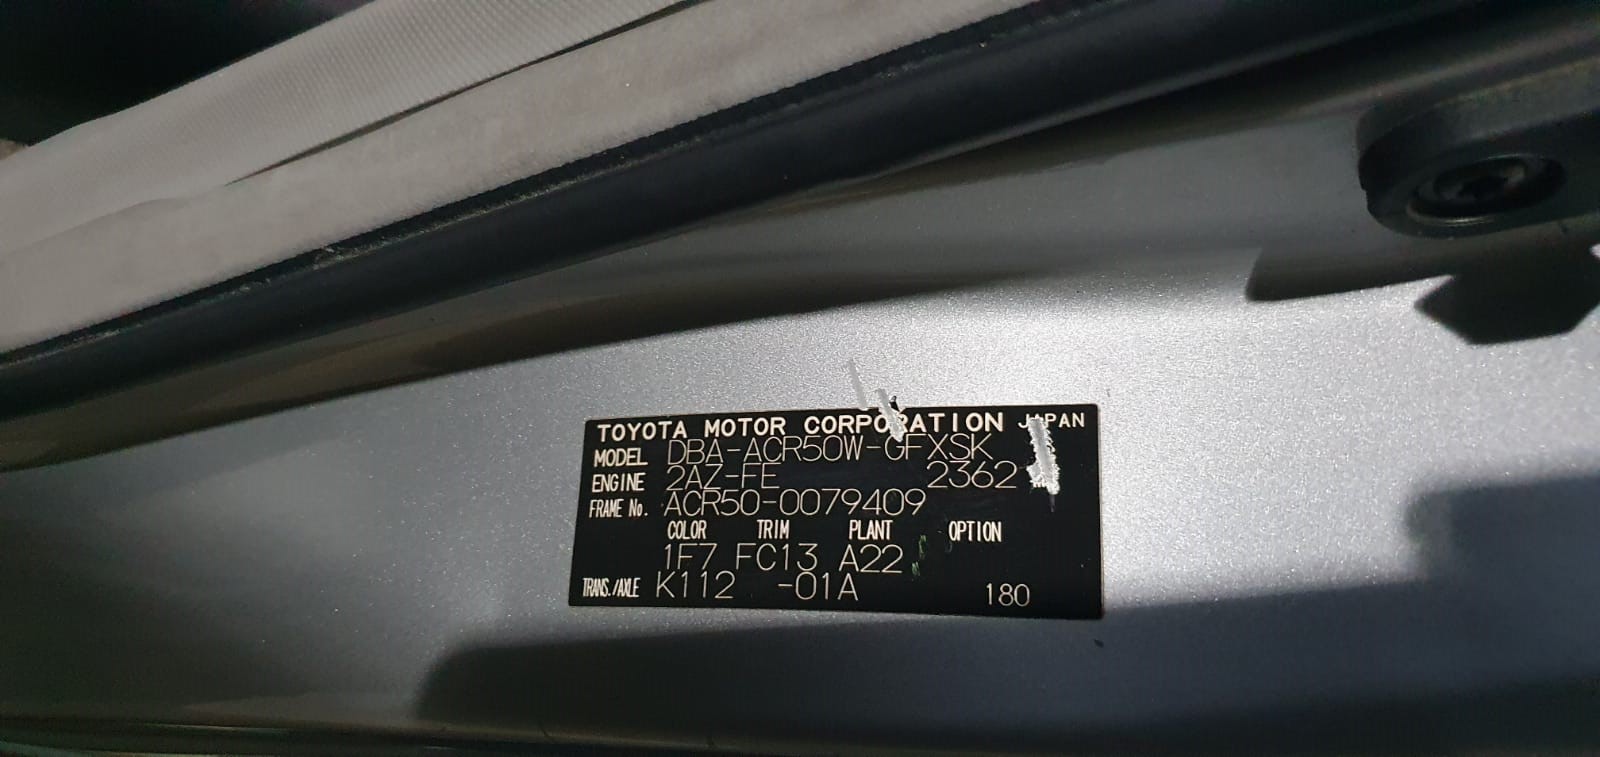 TOYOTA MOTOR CORPORATION JAPAN
MODEL DBA-ACR50W-GFXSK
ENGINE 2AZ-FE 2362
FRAME No. ACR50-0079409
COLOR TRIM PLANT OPTION
1F7 FC13 A22
TRANS./AXLE K112 -01A 180